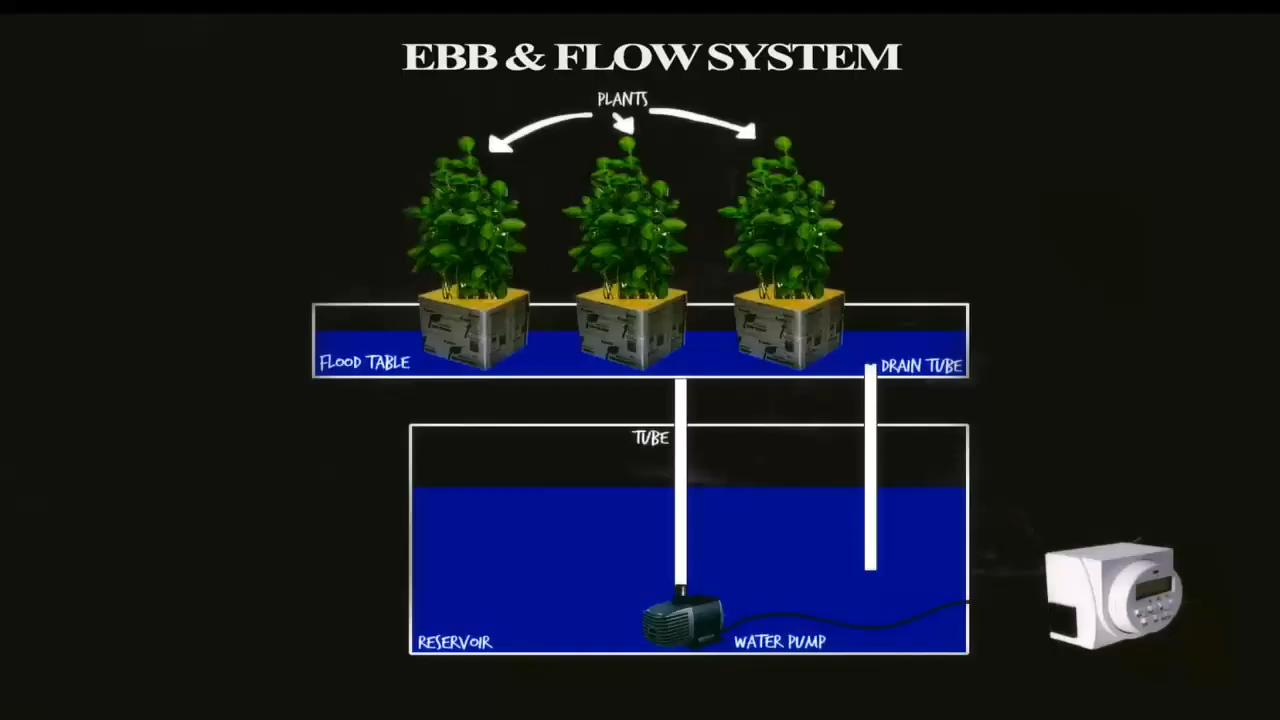 EBB & FLOW SYSTEM
PLANTS
FLOOD TABLE
DRAIN TUBE
TUBE
RESERVOIR
WATER PUMP